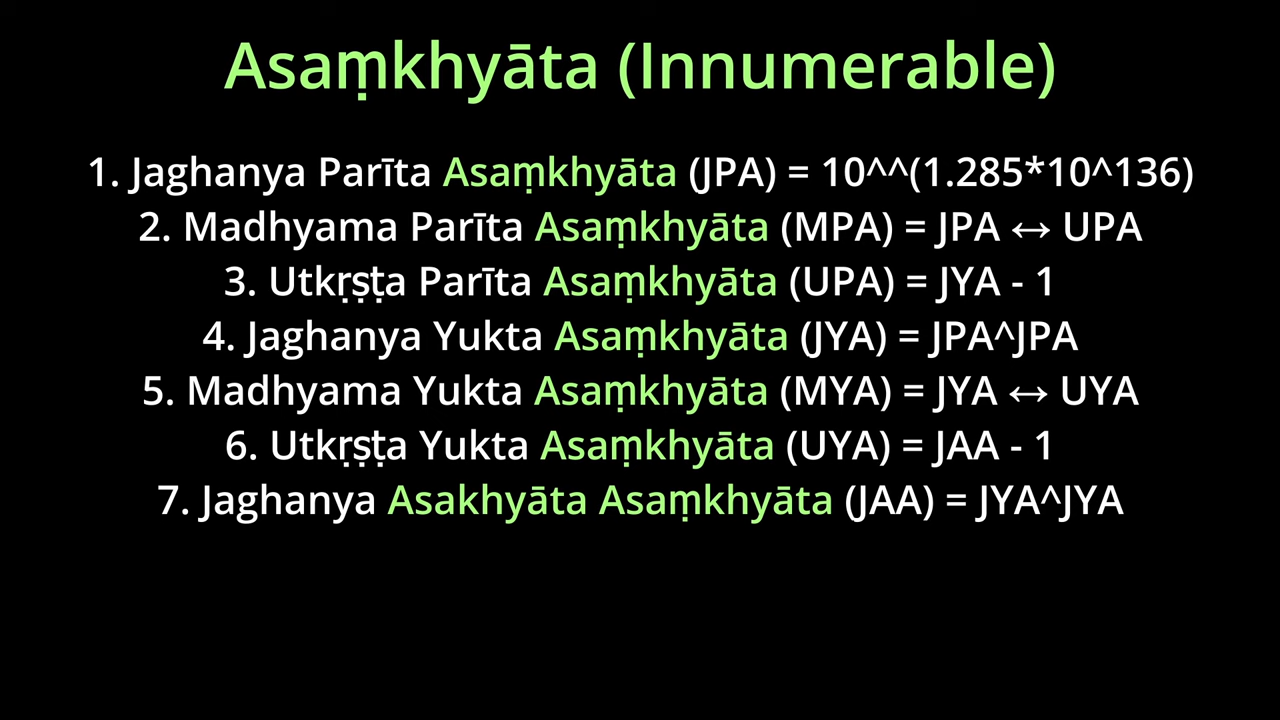 Asaṃkhyāta (Innumerable)
1. Jaghanya Parīta Asaṃkhyāta (JPA) = 10^^(1.285*10^136)
2. Madhyama Parīta Asaṃkhyāta (MPA) = JPA ↔ UPA
3. Utkṛṣṭa Parīta Asaṃkhyāta (UPA) = JYA - 1
4. Jaghanya Yukta Asaṃkhyāta (JYA) = JPA^JPA
5. Madhyama Yukta Asaṃkhyāta (MYA) = JYA ↔ UYA
6. Utkṛṣṭa Yukta Asaṃkhyāta (UYA) = JAA - 1
7. Jaghanya Asakhyāta Asaṃkhyāta (JAA) = JYA^JYA